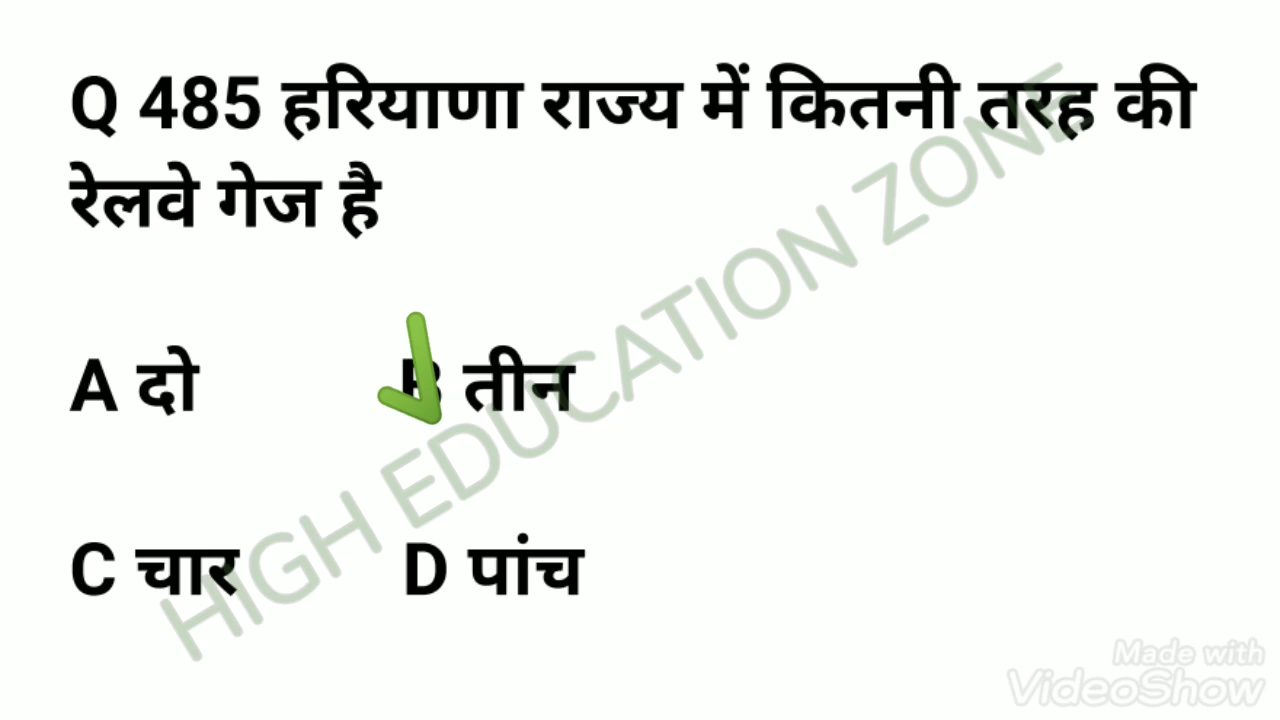 Q 485 हरियाणा राज्य में कितनी तरह की
रेलवे गेज है
A दो B तीन
C चार D पांच
HIGH EDUCATION ZONE
Made with
VideoShow